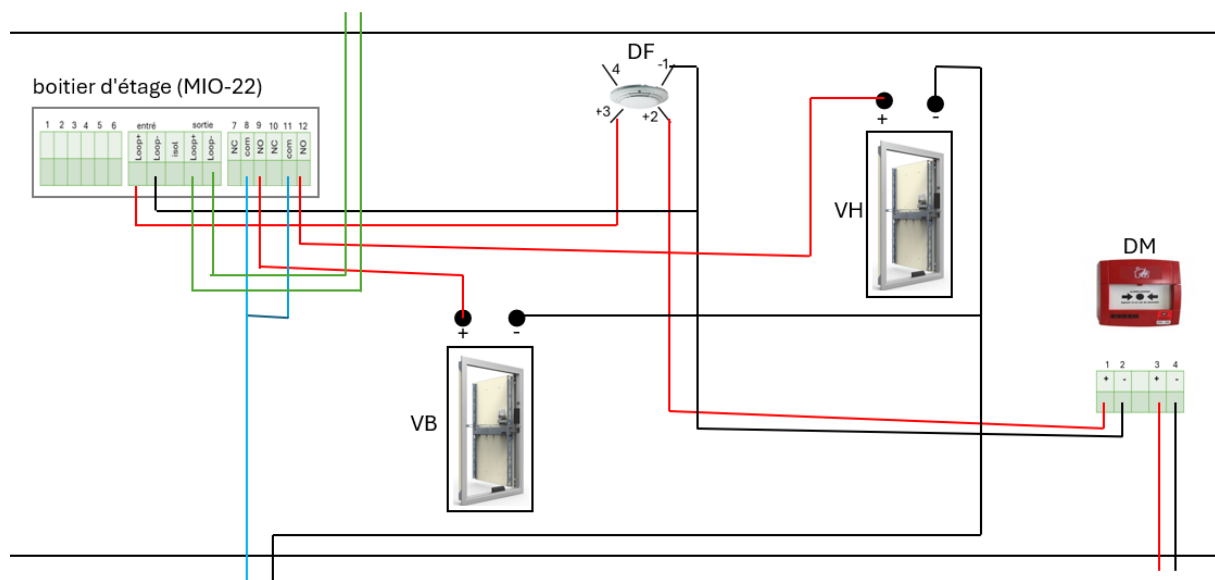 DF
4
-1
+3
+2
boitier d'étage (MIO-22)
1 2 3 4 5 6 entré sortie 7 8 9 10 11 12
Loop+ Loop- isol Loop+ Loop- NC com NO NC com NO
+ -
VH
DM
+ -
VB
1 2 3 4
+ - + -